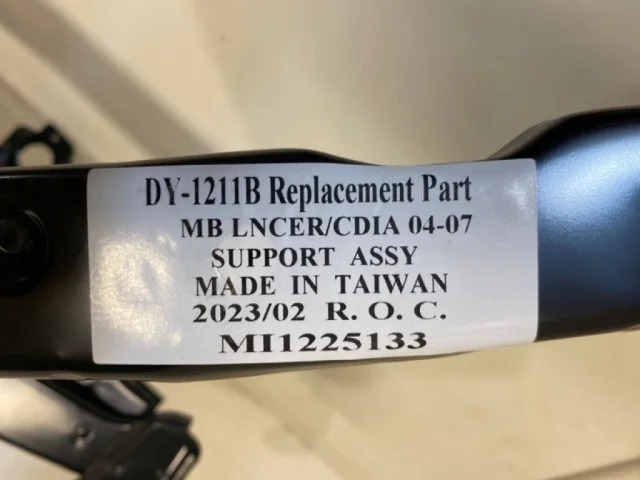 DY-1211B Replacement Part
MB LNCER/CDIA 04-07
SUPPORT ASSY
MADE IN TAIWAN
2023/02 R. O. C.
MI1225133